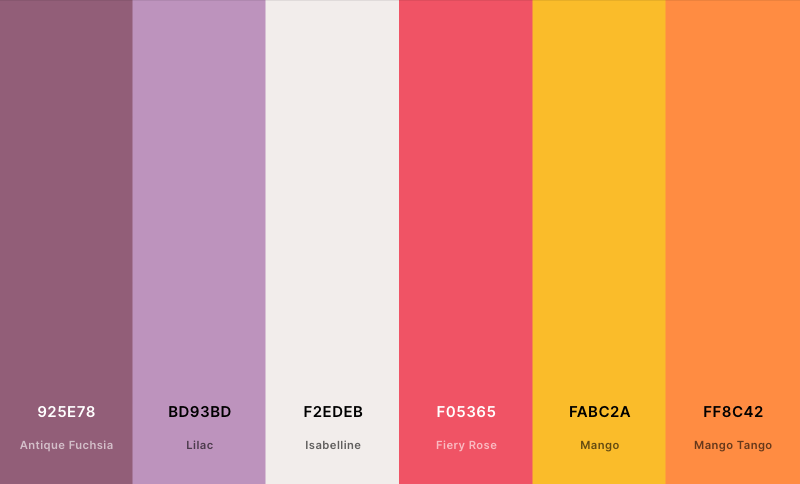 925E78
Antique Fuchsia
BD93BD
Lilac
F2EDEB
Isabelline
F05365
Fiery Rose
FABC2A
Mango
FF8C42
Mango Tango